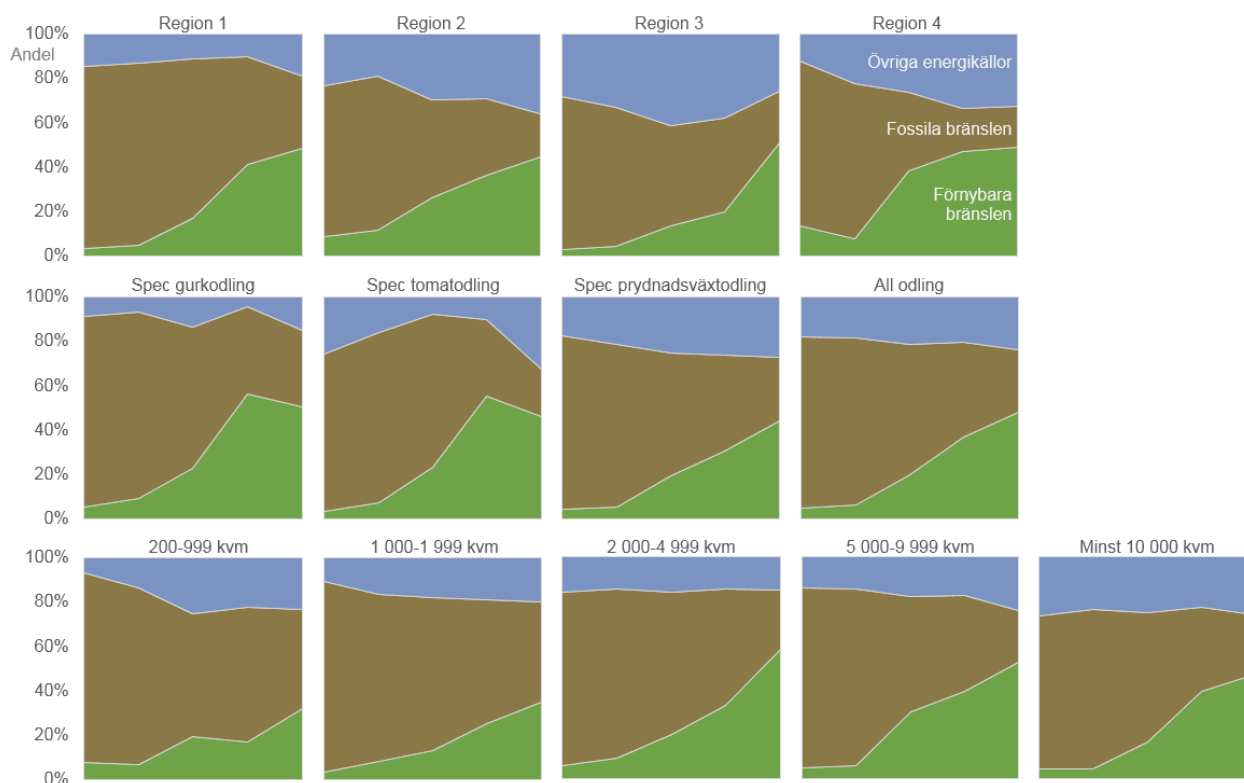 Region 1
Region 2
Region 3
Region 4
100%
Andel
80%
60%
40%
20%
0%
Övriga energikällor
Fossila bränslen
Förnybara
bränslen
Spec gurkodling
Spec tomatodling
Spec prydnadsväxtodling
All odling
100%
80%
60%
40%
20%
0%
200-999 kvm
1 000-1 999 kvm
2 000-4 999 kvm
5 000-9 999 kvm
Minst 10 000 kvm
100%
80%
60%
40%
20%
0%